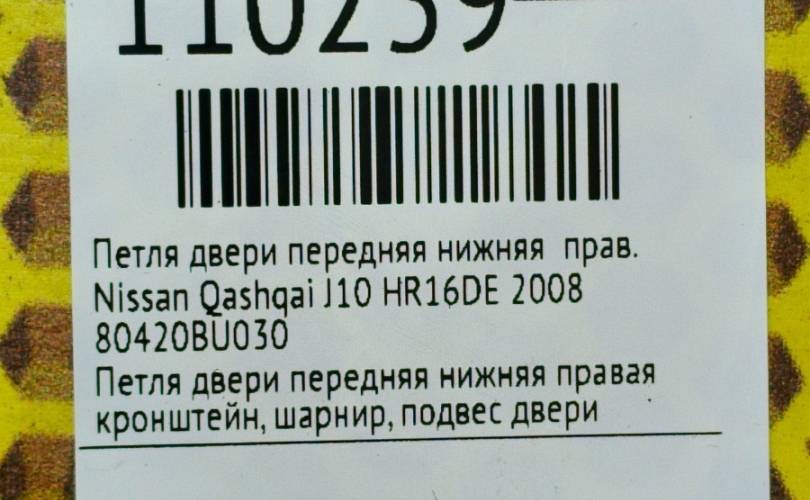 110239
Петля двери передняя нижняя прав.
Nissan Qashqai J10 HR16DE 2008
80420BU030
Петля двери передняя нижняя правая
кронштейн, шарнир, подвес двери